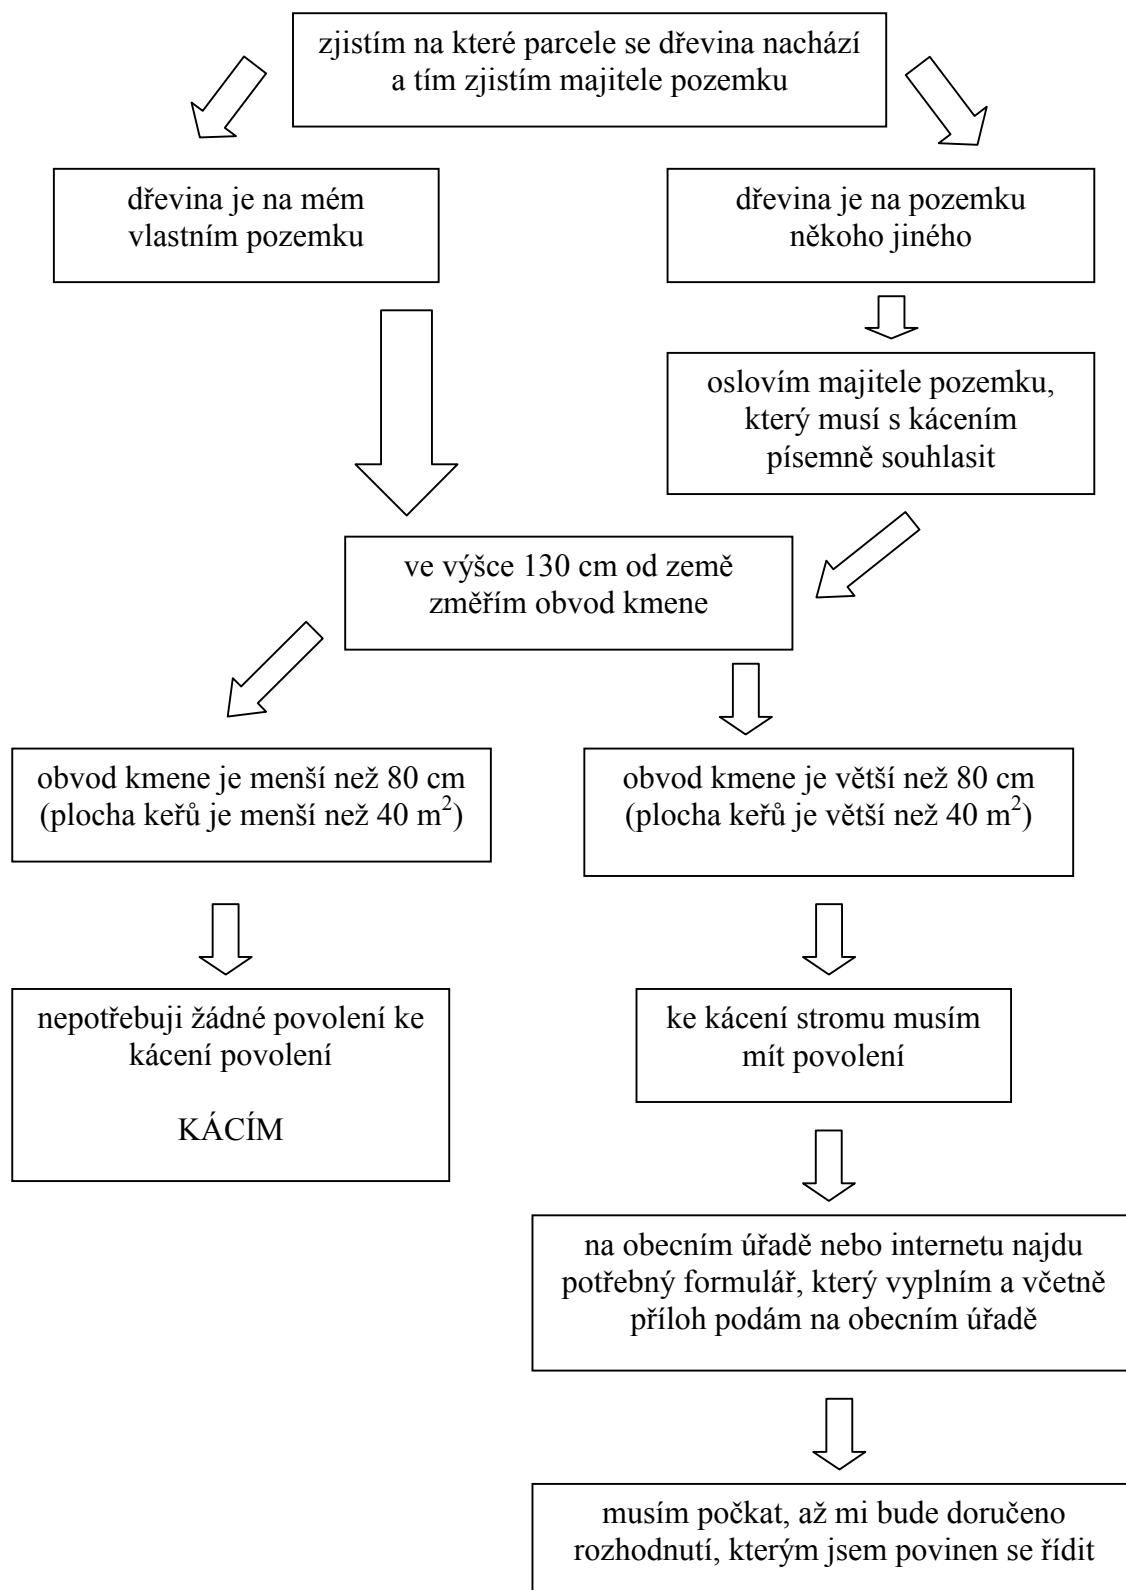 zjistím na které parcele se dřevina nachází
a tím zjistím majitele pozemku
dřevina je na mém
vlastním pozemku
dřevina je na pozemku
někoho jiného
oslovím majitele pozemku,
který musí s kácením
písemně souhlasit
ve výšce 130 cm od země
změřím obvod kmene
obvod kmene je menší než 80 cm
(plocha keřů je menší než 40 m²)
obvod kmene je větší než 80 cm
(plocha keřů je větší než 40 m²)
nepotřebuji žádné povolení ke
kácení povolení
KÁCÍM
ke kácení stromu musím
mít povolení
na obecním úřadě nebo internetu najdu
potřebný formulář, který vyplním a včetně
příloh podám na obecním úřadě
musím počkat, až mi bude doručeno
rozhodnutí, kterým jsem povinen se řídit